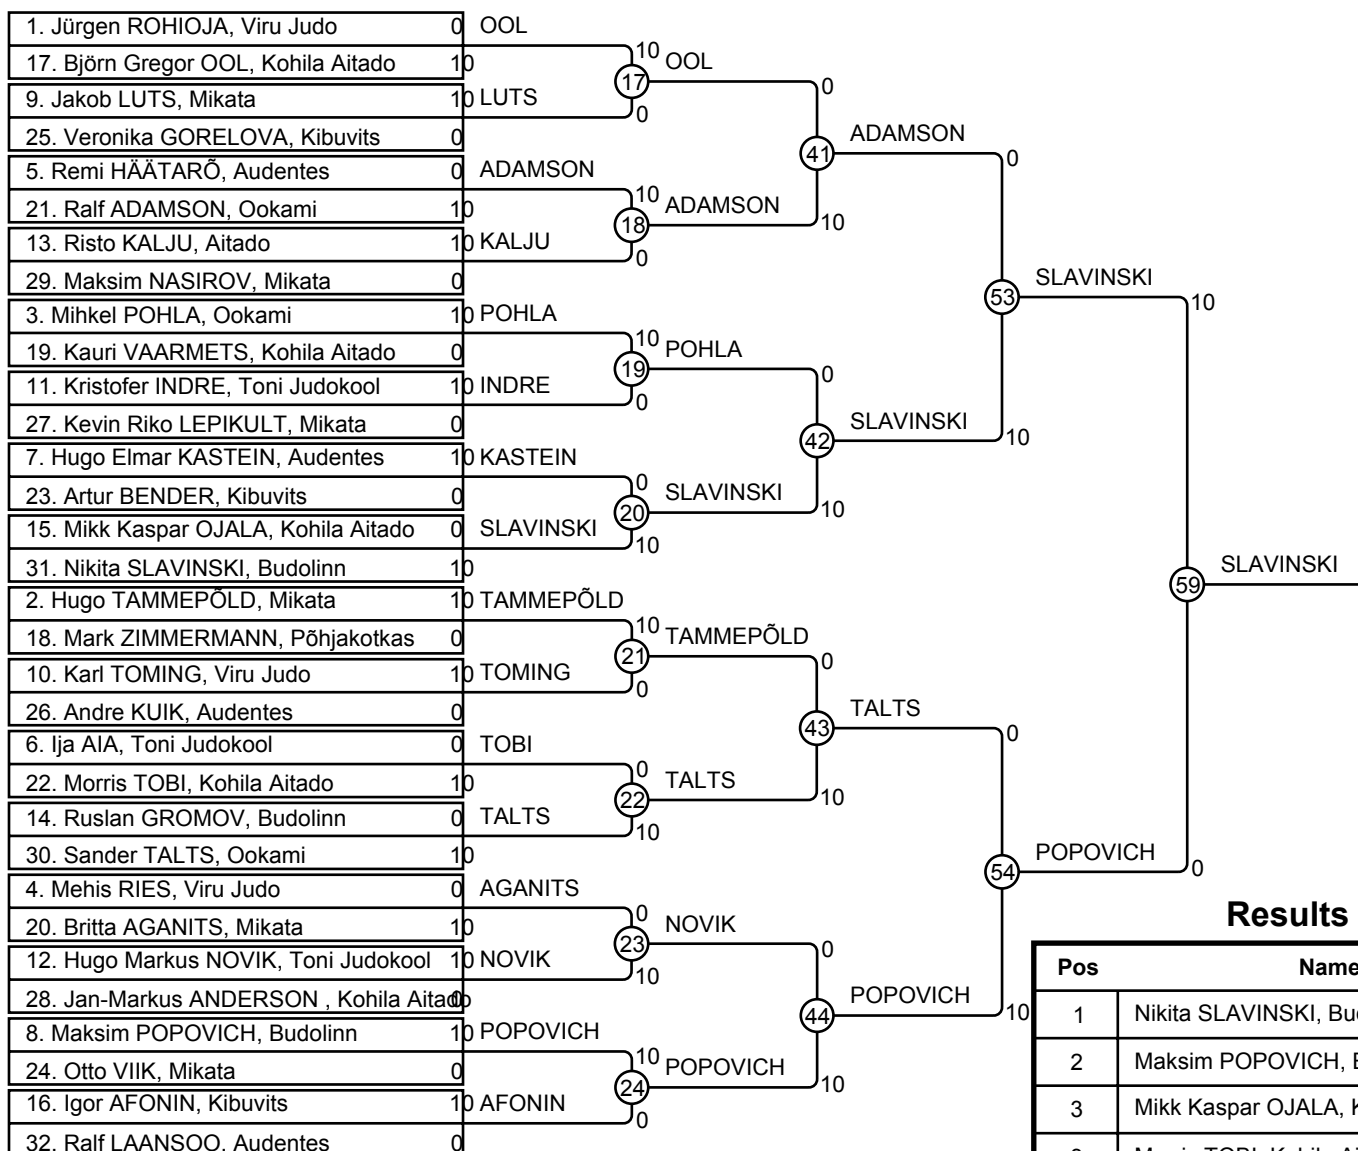 1. Jürgen ROHIOJA, Viru Judo 0 OOL
10
17. Björn Gregor OOL, Kohila Aitado 10 OOL
17
9. Jakob LUTS, Mikata 10 LUTS 0
0
25. Veronika GORELOVA, Kibuvits 0 ADAMSON
41
5. Remi HÄÄTARÕ, Audentes 0 ADAMSON 0
10
21. Ralf ADAMSON, Ookami 10 ADAMSON
18 10
13. Risto KALJU, Aitado 10 KALJU
0
29. Maksim NASIROV, Mikata 0 SLAVINSKI
53 10
3. Mihkel POHLA, Ookami 10 POHLA
10
19. Kauri VAARMETS, Kohila Aitado 0 POHLA
19 0
11. Kristofer INDRE, Toni Judokool 10 INDRE
0
27. Kevin Riko LEPIKULT, Mikata 0 SLAVINSKI
42 10
7. Hugo Elmar KASTEIN, Audentes 10 KASTEIN
0
23. Artur BENDER, Kibuvits 0 SLAVINSKI
20 10
15. Mikk Kaspar OJALA, Kohila Aitado 0 SLAVINSKI
10
31. Nikita SLAVINSKI, Budolinn 10 SLAVINSKI
59
2. Hugo TAMMEPÕLD, Mikata 10 TAMMEPÕLD
10
18. Mark ZIMMERMANN, Põhjakotkas 0 TAMMEPÕLD
21 0
10. Karl TOMING, Viru Judo 10 TOMING
0
26. Andre KUIK, Audentes 0 TALTS
43 0
6. Ija AIA, Toni Judokool 0 TOBI
0
22. Morris TOBI, Kohila Aitado 10 TALTS
22 10
14. Ruslan GROMOV, Budolinn 0 TALTS
10
30. Sander TALTS, Ookami 10 POPOVICH
54 0
4. Mehis RIES, Viru Judo 0 AGANITS
0
20. Britta AGANITS, Mikata 10 NOVIK
23 0
12. Hugo Markus NOVIK, Toni Judokool 10 NOVIK
10
28. Jan-Markus ANDERSON , Kohila Aitado 0 POPOVICH
44 10
8. Maksim POPOVICH, Budolinn 10 POPOVICH
10
24. Otto VIIK, Mikata 0 POPOVICH
24 10
16. Igor AFONIN, Kibuvits 10 AFONIN
0
32. Ralf LAANSOO, Audentes 0
Results
Pos Name
1 Nikita SLAVINSKI,
2 Maksim POPOVICH,
3 Mikk Kaspar OJALA,